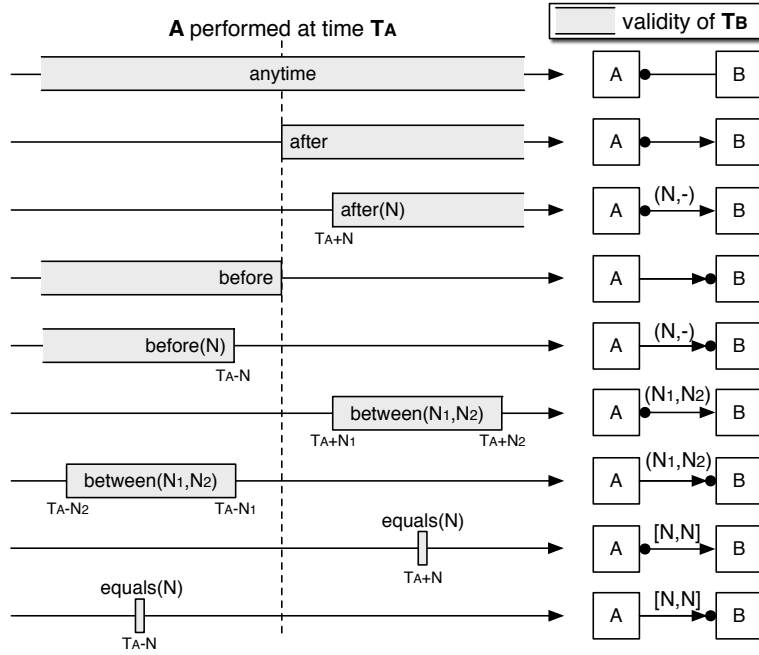 A performed at time TA
validity of TB
anytime
A B
after
A B
after(N)
TA+N
(N,-)
A B
before
A B
before(N)
TA-N
(N,-)
A B
between(N1,N2)
TA+N1 TA+N2
(N1,N2)
A B
between(N1,N2)
TA-N2 TA-N1
(N1,N2)
A B
equals(N)
TA+N
[N,N]
A B
equals(N)
TA-N
[N,N]
A B